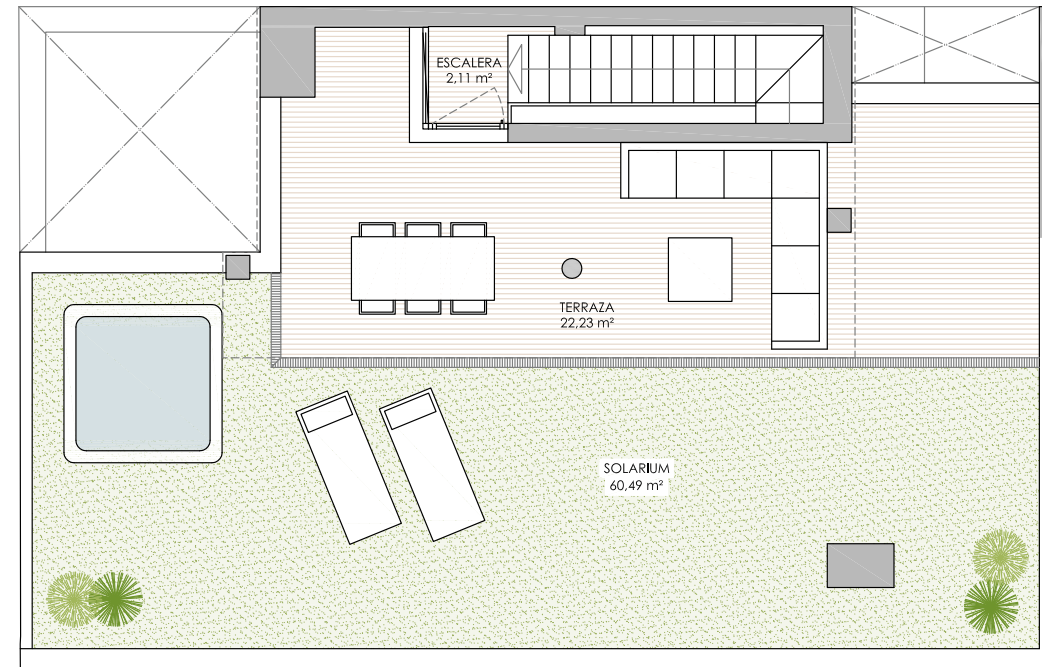 ESCALERA
2,11 m²
TERRAZA
22,23 m²
SOLARIUM
60,49 m²